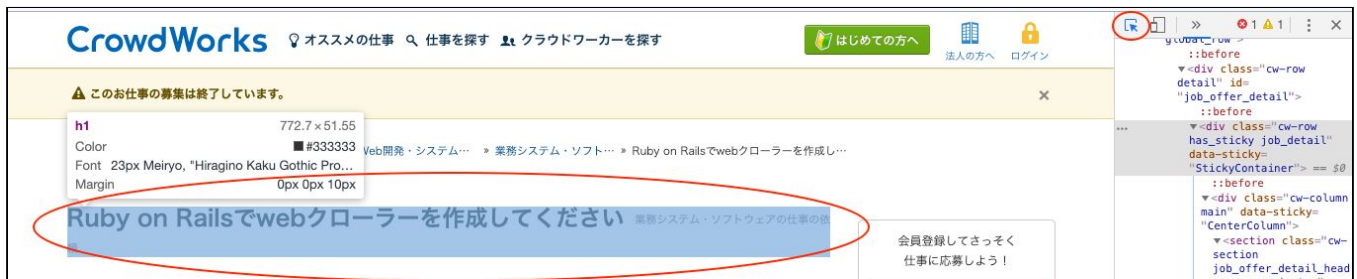 CrowdWorks オススメの仕事 仕事を探す クラウドワーカーを探す はじめての方へ 法人の方へ ログイン
このお仕事の募集は終了しています。 ×
h1 772.7×51.55
Color #333333
Font 23px Meiryo, "Hiragino Kaku Gothic Pro...
Margin 0px 0px 10px
Web開発・システム… » 業務システム・ソフト… » Ruby on Railsでwebクローラーを作成し…
Ruby on Railsでwebクローラーを作成してください 業務システム・ソフトウェアの仕事の依
会員登録してさっそく
仕事に応募しよう！
» 1 1 ×
global_row">
::before
▼<div class="cw-row
detail" id=
"job_offer_detail">
::before
… ▼<div class="cw-row
has_sticky job_detail"
data-sticky=
"StickyContainer"> == $0
::before
▼<div class="cw-column
main" data-sticky=
"CenterColumn">
▼<section class="cw-
section
job_offer_detail_head